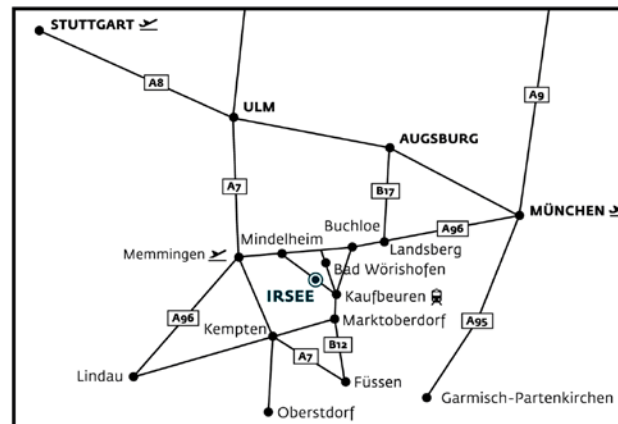 STUTTGART
A8
A9
ULM
AUGSBURG
A7
B17
MÜNCHEN
Buchloe
A96
Mindelheim
Landsberg
Memmingen
Bad Wörishofen
IRSEE
Kaufbeuren
A96
Kempten
Marktoberdorf
A95
B12
A7
Lindau
Füssen
Garmisch-Partenkirchen
Oberstdorf